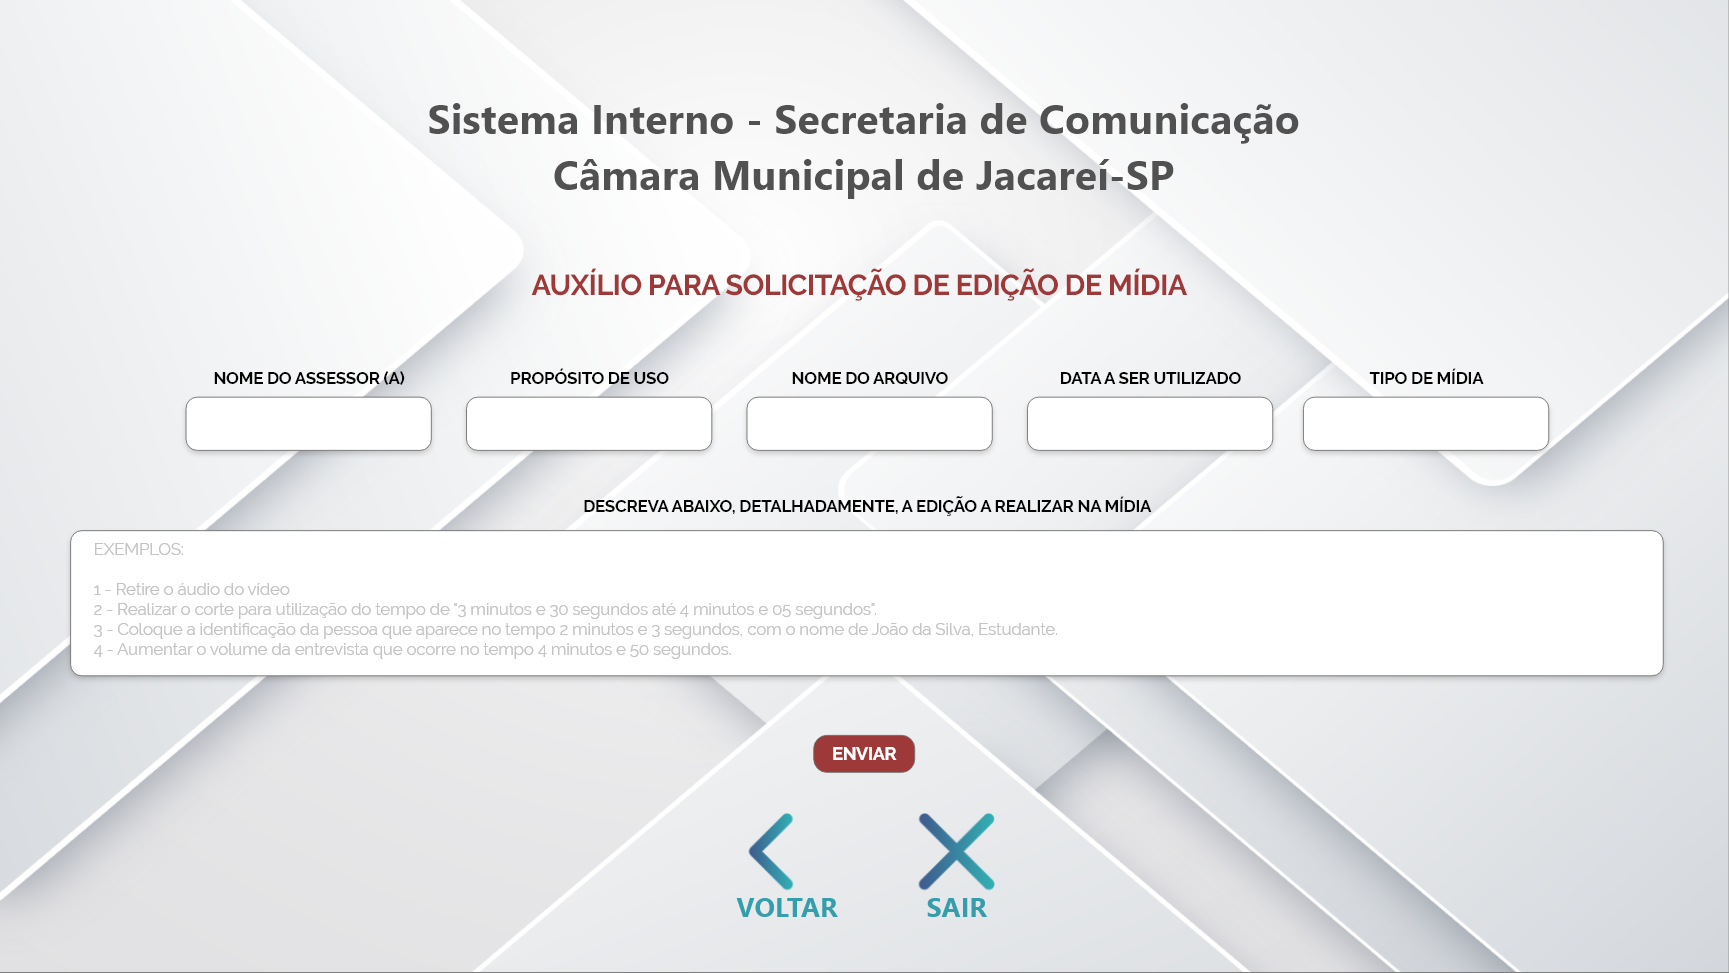 Sistema Interno - Secretaria de Comunicação
Câmara Municipal de Jacareí-SP
AUXÍLIO PARA SOLICITAÇÃO DE EDIÇÃO DE MÍDIA
NOME DO ASSESSOR (A)
PROPÓSITO DE USO
NOME DO ARQUIVO
DATA A SER UTILIZADO
TIPO DE MÍDIA
DESCREVA ABAIXO, DETALHADAMENTE, A EDIÇÃO A REALIZAR NA MÍDIA
EXEMPLOS:
1 - Retire o áudio do vídeo
2 - Realizar o corte para utilização do tempo de "3 minutos e 30 segundos até 4 minutos e 05 segundos".
3 - Coloque a identificação da pessoa que aparece no tempo 2 minutos e 3 segundos, com o nome de João da Silva, Estudante.
4 - Aumentar o volume da entrevista que ocorre no tempo 4 minutos e 50 segundos.
ENVIAR
VOLTAR
SAIR